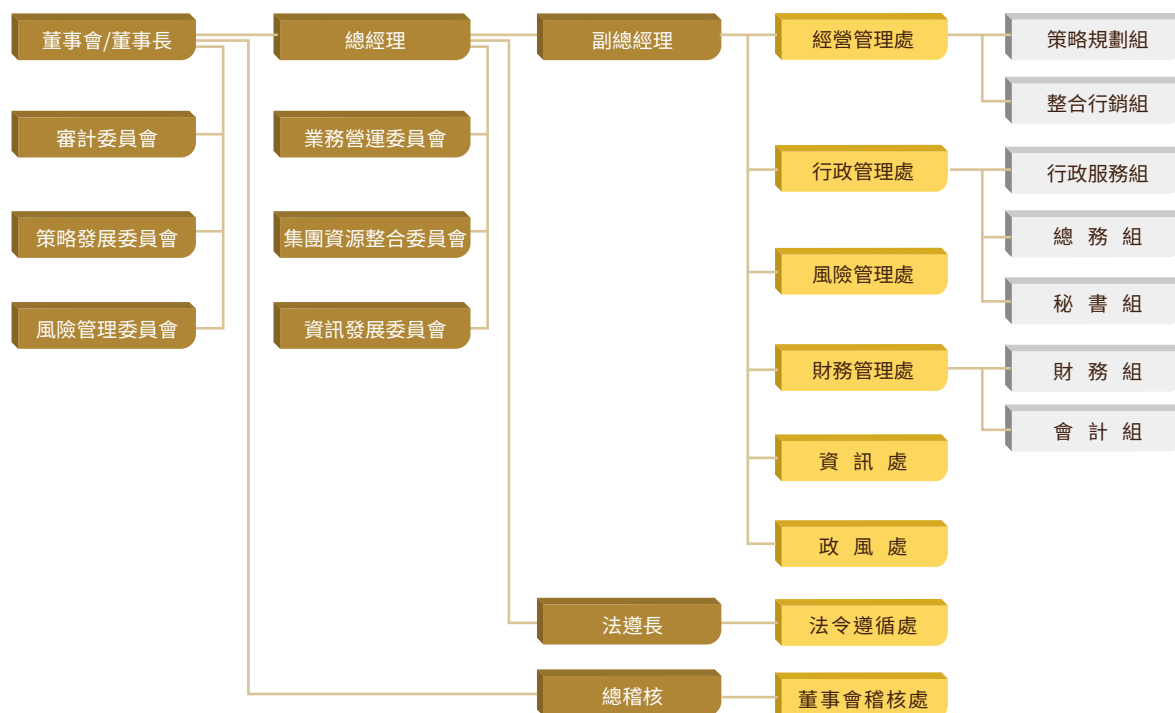 董事會/董事長
總經理
副總經理
經營管理處
策略規劃組
整合行銷組
審計委員會
業務營運委員會
行政管理處
行政服務組
策略發展委員會
集團資源整合委員會
總務組
風險管理處
秘書組
風險管理委員會
資訊發展委員會
財務管理處
財務組
會計組
資訊處
政風處
法遵長
法令遵循處
總稽核
董事會稽核處